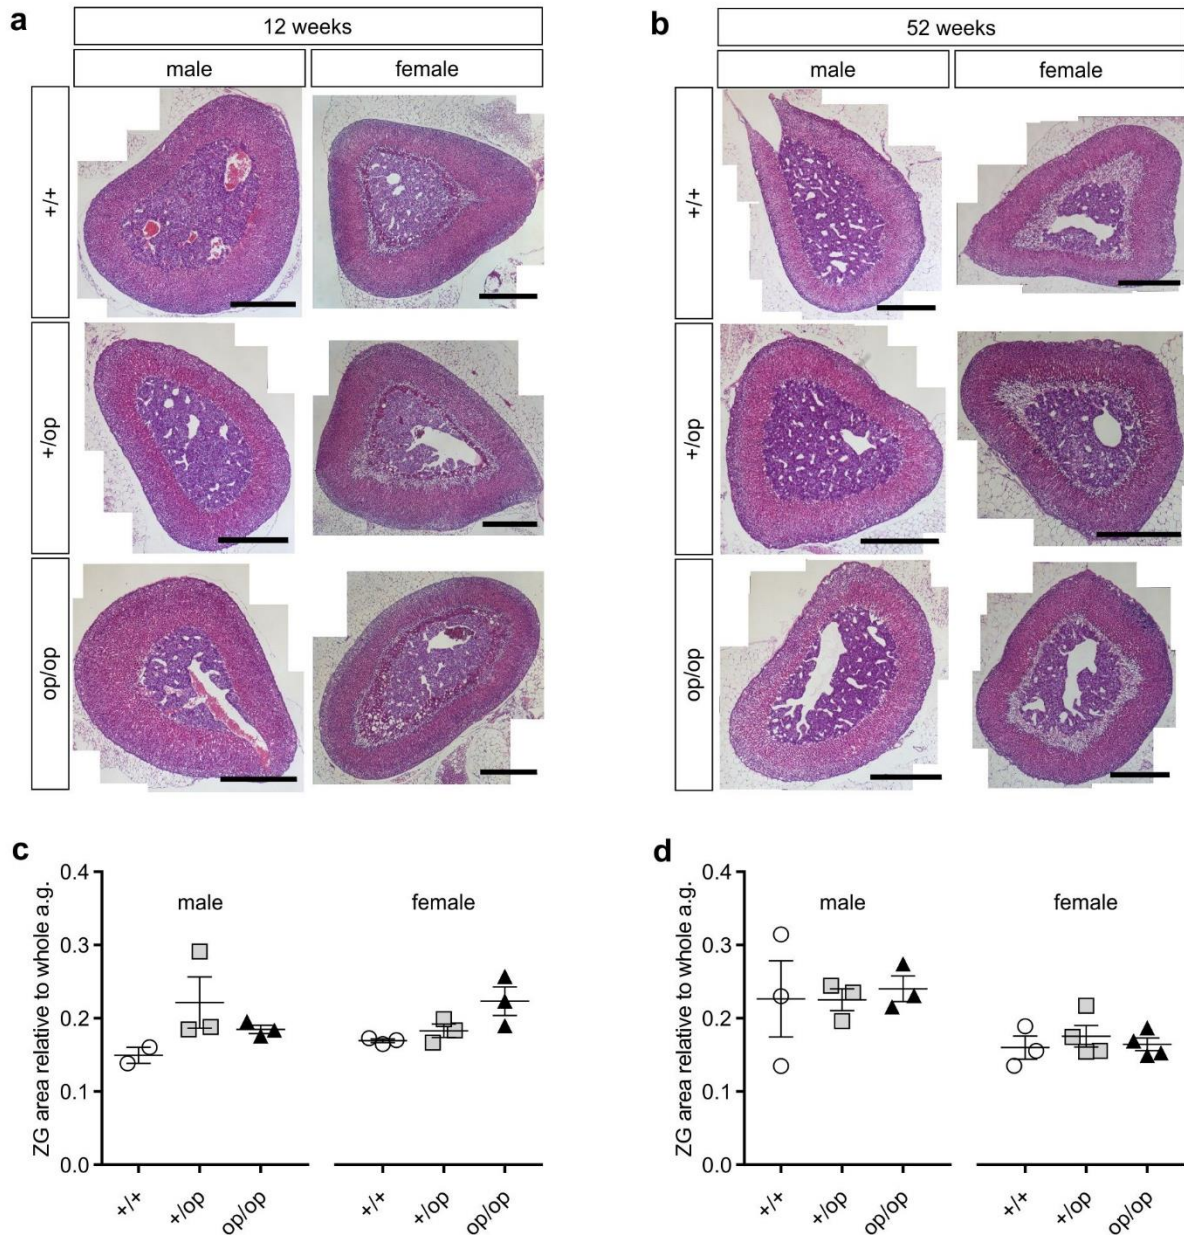 a
12 weeks
male
female
+/+
+/op
op/op
b
52 weeks
male
female
+/+
+/op
op/op
c
ZG area relative to whole a.g.
0.4
0.3
0.2
0.1
0.0
male
female
+/+
+/op
op/op
+/+
+/op
op/op
d
ZG area relative to whole a.g.
0.4
0.3
0.2
0.1
0.0
male
female
+/+
+/op
op/op
+/+
+/op
op/op